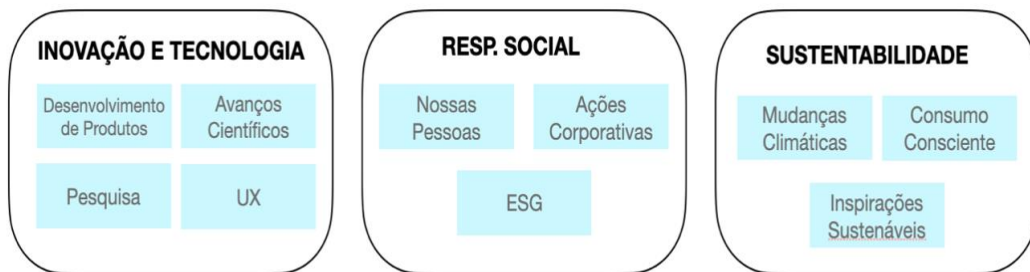 INOVAÇÃO E TECNOLOGIA
Desenvolvimento
de Produtos
Avanços
Científicos
Pesquisa
UX
RESP. SOCIAL
Nossas
Pessoas
Ações
Corporativas
ESG
SUSTENTABILIDADE
Mudanças
Climáticas
Consumo
Consciente
Inspirações
Sustenáveis